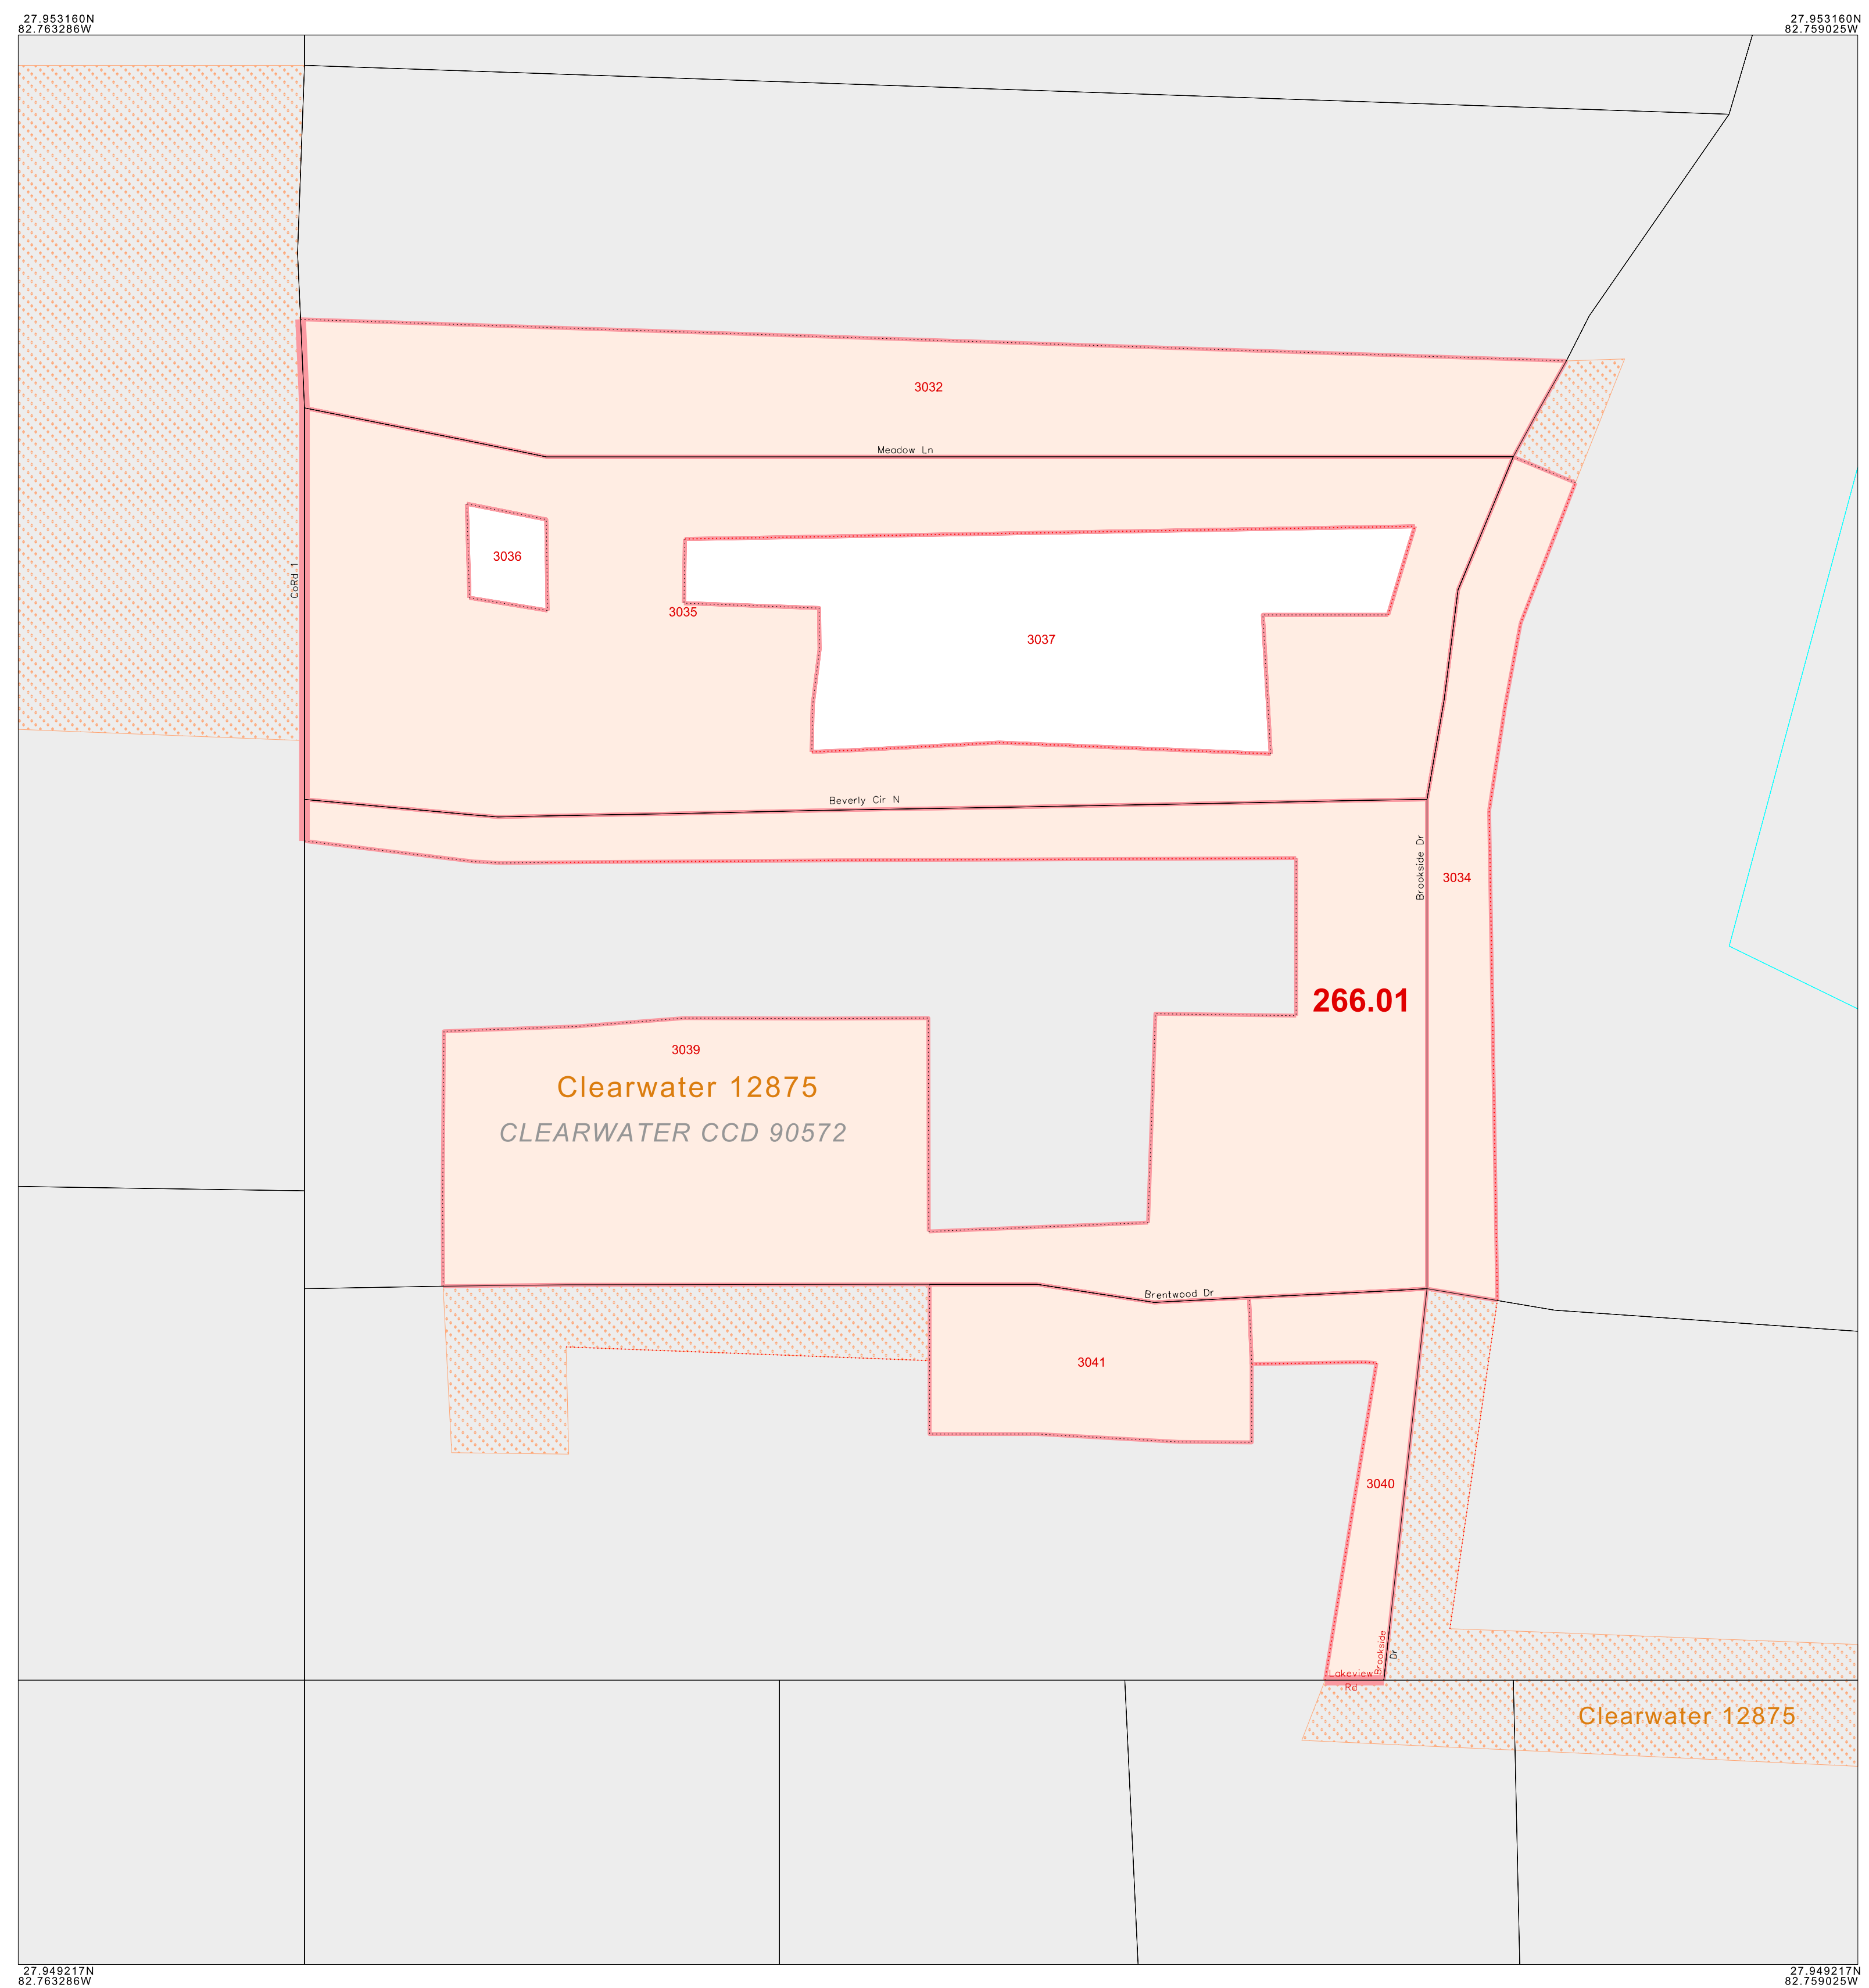 27.953160N
82.763286W
27.953160N
82.759025W
3032
Meadow Ln
3036
CoRd 1
3035
3037
Beverly Cir N
Brookside Dr
3034
266.01
3039
Clearwater 12875
CLEARWATER CCD 90572
Brentwood Dr
3041
3040
Brookside
Dr
Lakeview
Rd
Clearwater 12875
27.949217N
82.763286W
27.949217N
82.759025W